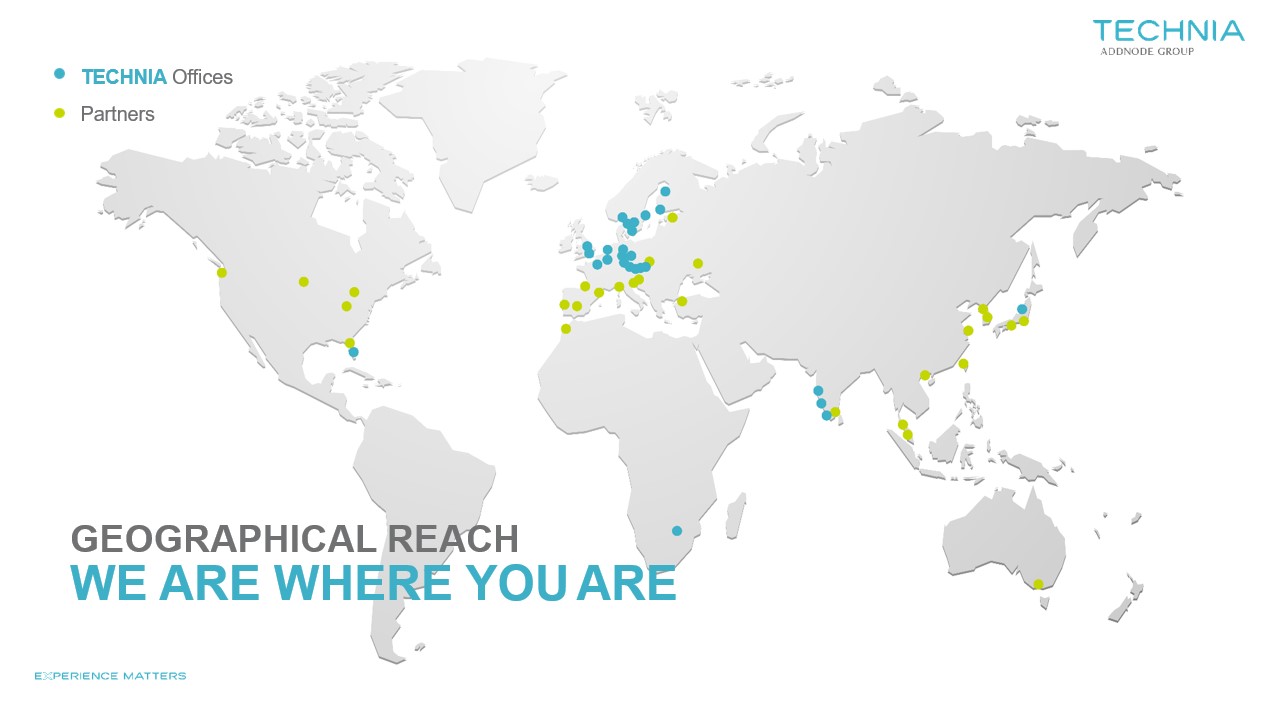 TECHNIA
ADDNODE GROUP
TECHNIA Offices
Partners
GEOGRAPHICAL REACH
WE ARE WHERE YOU ARE
EXPERIENCE MATTERS